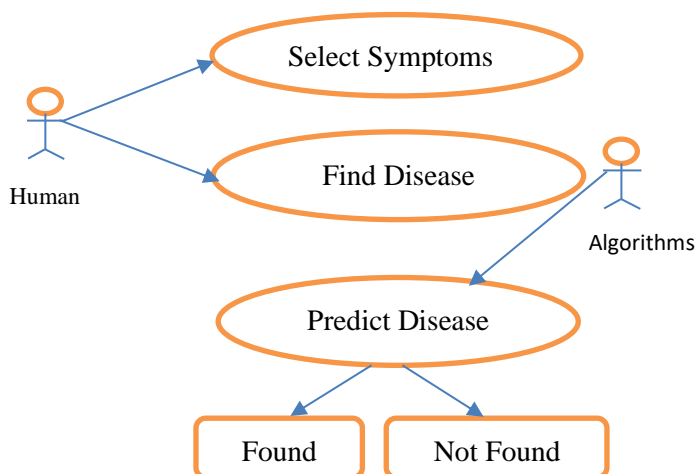 Select Symptoms
Human
Find Disease
Algorithms
Predict Disease
Found
Not Found